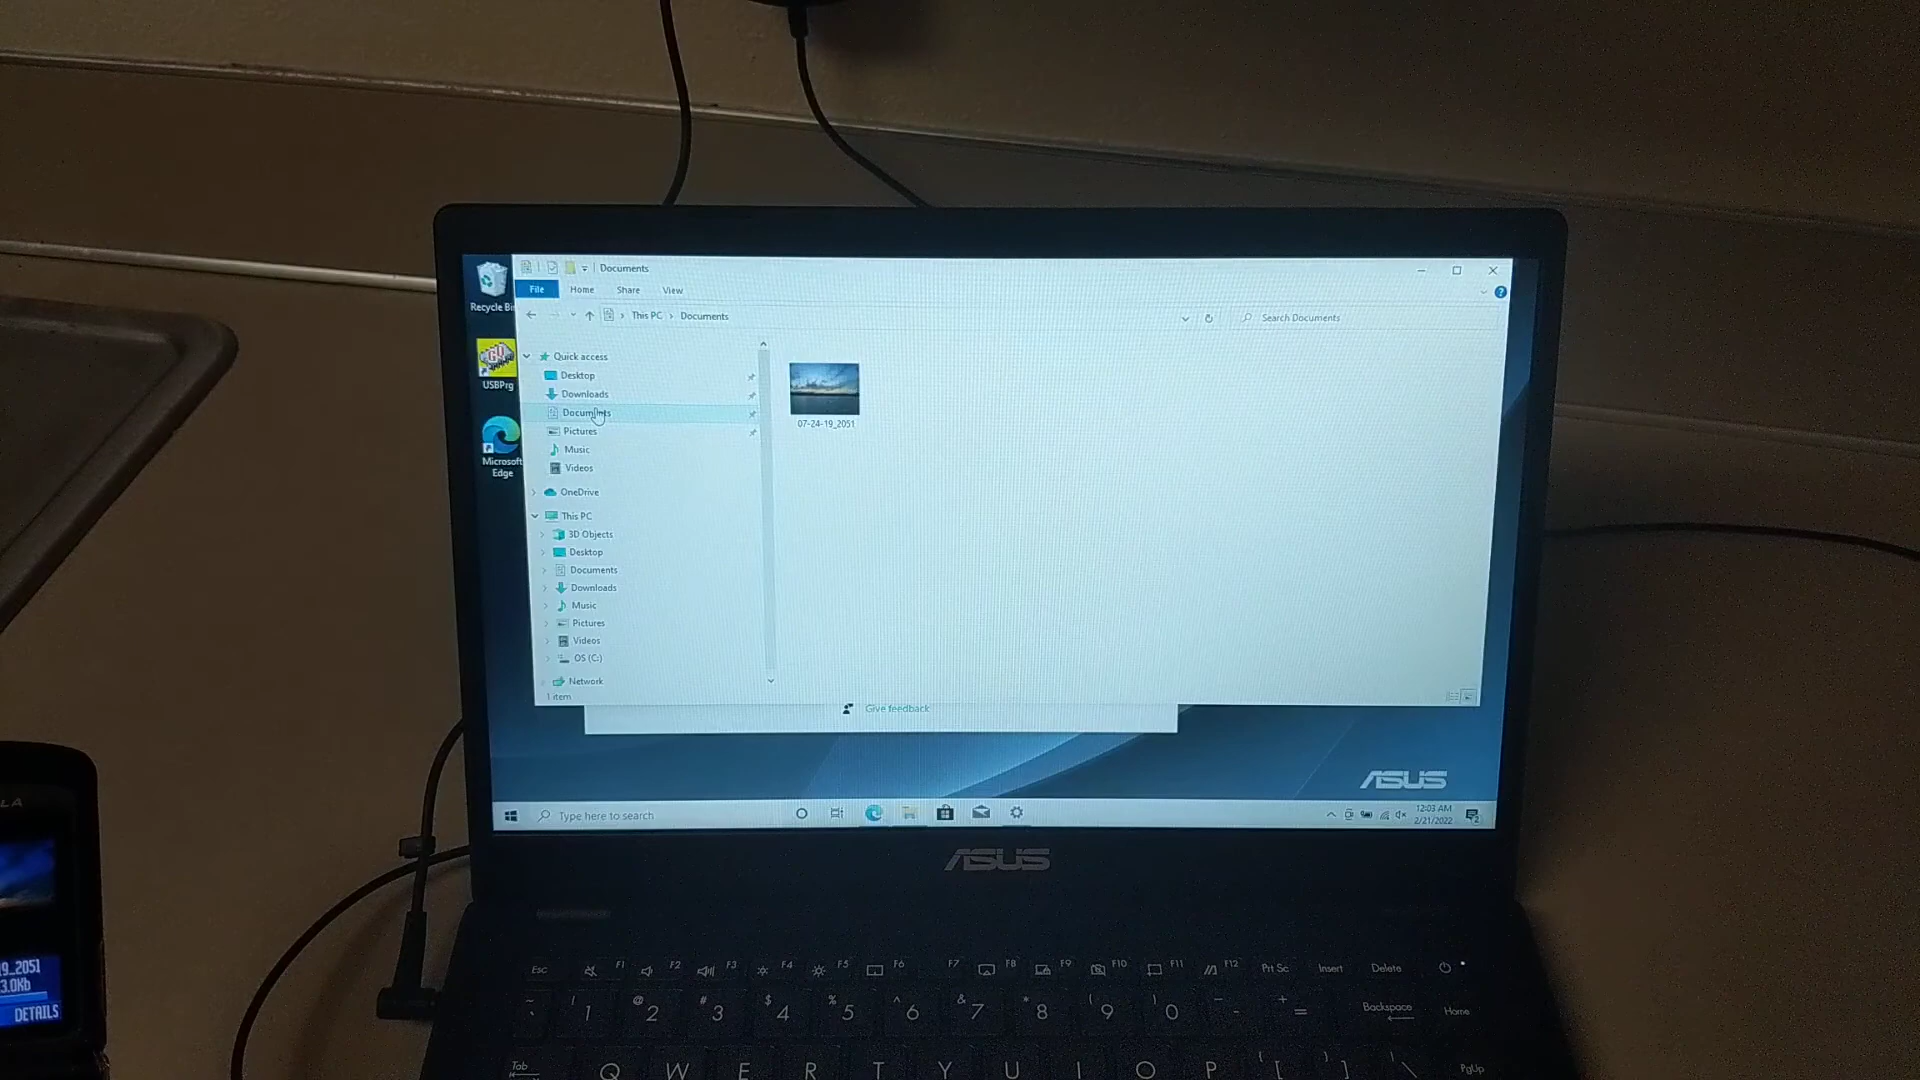 Documents
File Home Share View
This PC > Documents
Search Documents
Recycle Bi
USBPrg
Microsoft
Edge
Quick access
Desktop
Downloads
Documents
Pictures
Music
Videos
OneDrive
This PC
3D Objects
Desktop
Documents
Downloads
Music
Pictures
Videos
OS (C:)
Network
1 item
07-24-19_2051
Give feedback
ASUS
Type here to search
12:03 AM
2/21/2022
ASUS
LA
9_2051
3.0Kb
DETAILS
Esc F1 F2 F3 F4 F5 F6 F7 F8 F9 F10 F11 F12 Prt Sc Insert Delete
~ ` ! 1 @ 2 # 3 $ 4 % 5 ^ 6 & 7 * 8 ( 9 ) 0 _ - + = Backspace Home
Tab Q W E R T Y U I O P { [ } ] | \ PgUp